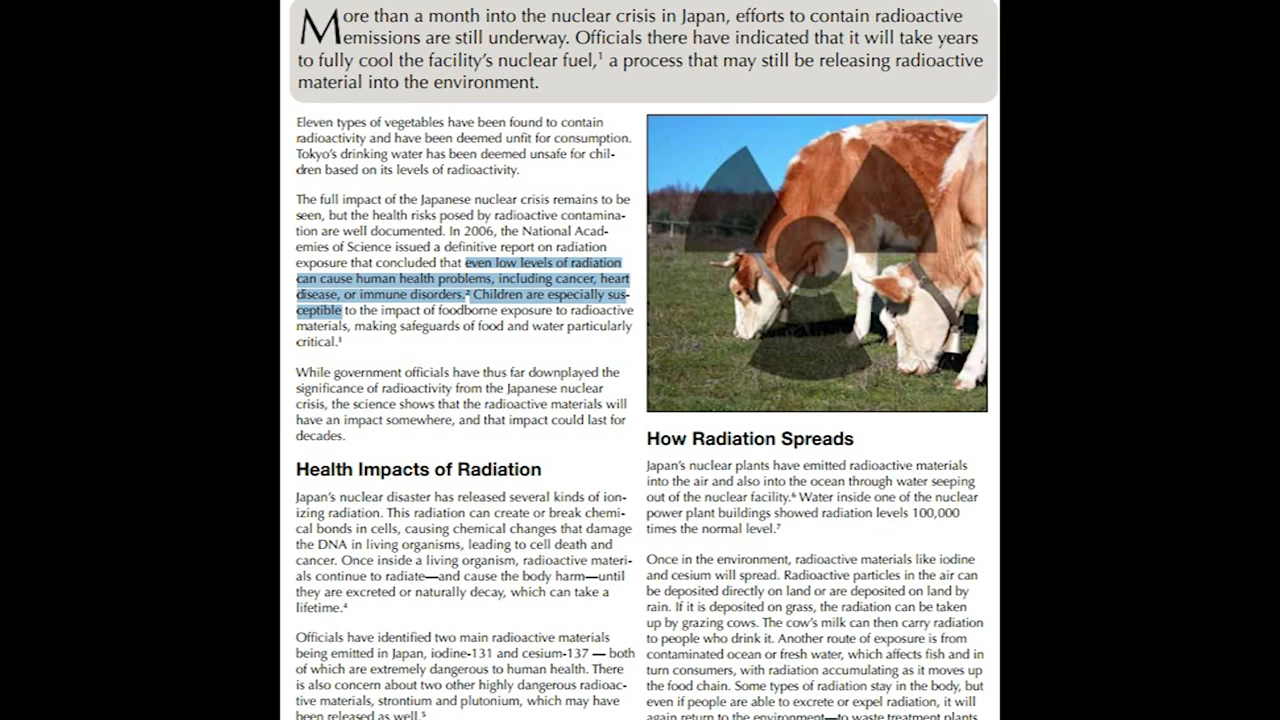 More than a month into the nuclear crisis in Japan, efforts to contain radioactive
emissions are still underway. Officials there have indicated that it will take years
to fully cool the facility's nuclear fuel,¹ a process that may still be releasing radioactive
material into the environment.
Eleven types of vegetables have been found to contain
radioactivity and have been deemed unfit for consumption.
Tokyo's drinking water has been deemed unsafe for chil-
dren based on its levels of radioactivity.
The full impact of the Japanese nuclear crisis remains to be
seen, but the health risks posed by radioactive contamina-
tion are well documented. In 2006, the National Acad-
emies of Science issued a definitive report on radiation
exposure that concluded that even low levels of radiation
can cause human health problems, including cancer, heart
disease, or immune disorders.² Children are especially sus-
ceptible to the impact of foodborne exposure to radioactive
materials, making safeguards of food and water particularly
critical.³
While government officials have thus far downplayed the
significance of radioactivity from the Japanese nuclear
crisis, the science shows that the radioactive materials will
have an impact somewhere, and that impact could last for
decades.
Health Impacts of Radiation
Japan's nuclear disaster has released several kinds of ion-
izing radiation. This radiation can create or break chemi-
cal bonds in cells, causing chemical changes that damage
the DNA in living organisms, leading to cell death and
cancer. Once inside a living organism, radioactive materi-
als continue to radiate—and cause the body harm—until
they are excreted or naturally decay, which can take a
lifetime.⁴
Officials have identified two main radioactive materials
being emitted in Japan, iodine-131 and cesium-137 — both
of which are extremely dangerous to human health. There
is also concern about two other highly dangerous radioac-
tive materials, strontium and plutonium, which may have
been released as well.⁵
How Radiation Spreads
Japan's nuclear plants have emitted radioactive materials
into the air and also into the ocean through water seeping
out of the nuclear facility.⁶ Water inside one of the nuclear
power plant buildings showed radiation levels 100,000
times the normal level.⁷
Once in the environment, radioactive materials like iodine
and cesium will spread. Radioactive particles in the air can
be deposited directly on land or are deposited on land by
rain. If it is deposited on grass, the radiation can be taken
up by grazing cows. The cow's milk can then carry radiation
to people who drink it. Another route of exposure is from
contaminated ocean or fresh water, which affects fish and in
turn consumers, with radiation accumulating as it moves up
the food chain. Some types of radiation stay in the body, but
even if people are able to excrete or expel radiation, it will
again return to the environment—to waste treatment plants